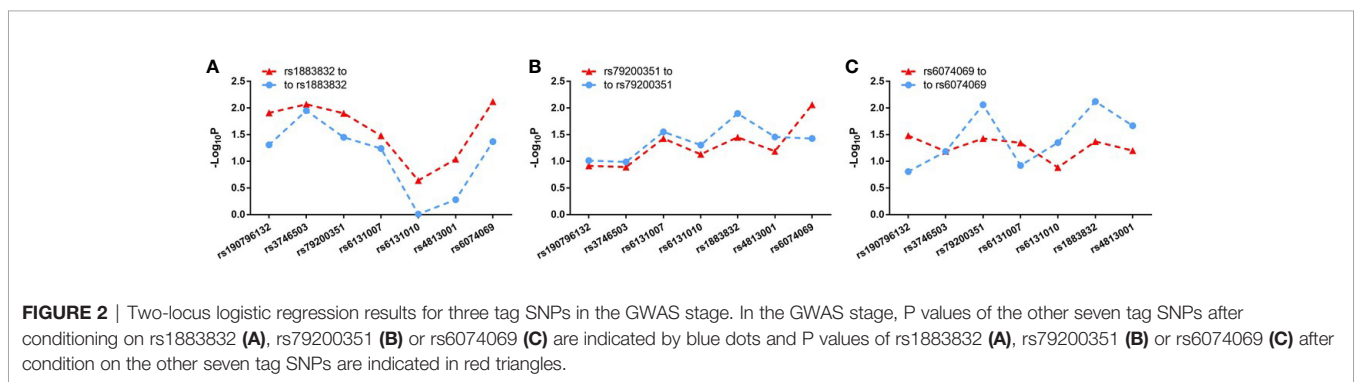 A
rs1883832 to
to rs1883832
-Log10P
2.5
2.0
1.5
1.0
0.5
0.0
rs190796132
rs3746503
rs79200351
rs6131007
rs6131010
rs4813001
rs6074069
B
rs79200351 to
to rs79200351
-Log10P
2.5
2.0
1.5
1.0
0.5
0.0
rs190796132
rs3746503
rs6131007
rs6131010
rs1883832
rs4813001
rs6074069
C
rs6074069 to
to rs6074069
-Log10P
2.5
2.0
1.5
1.0
0.5
0.0
rs190796132
rs3746503
rs79200351
rs6131007
rs6131010
rs1883832
rs4813001
FIGURE 2 | Two-locus logistic regression results for three tag SNPs in the GWAS stage. In the GWAS stage, P values of the other seven tag SNPs after
conditioning on rs1883832 (A), rs79200351 (B) or rs6074069 (C) are indicated by blue dots and P values of rs1883832 (A), rs79200351 (B) or rs6074069 (C) after
condition on the other seven tag SNPs are indicated in red triangles.